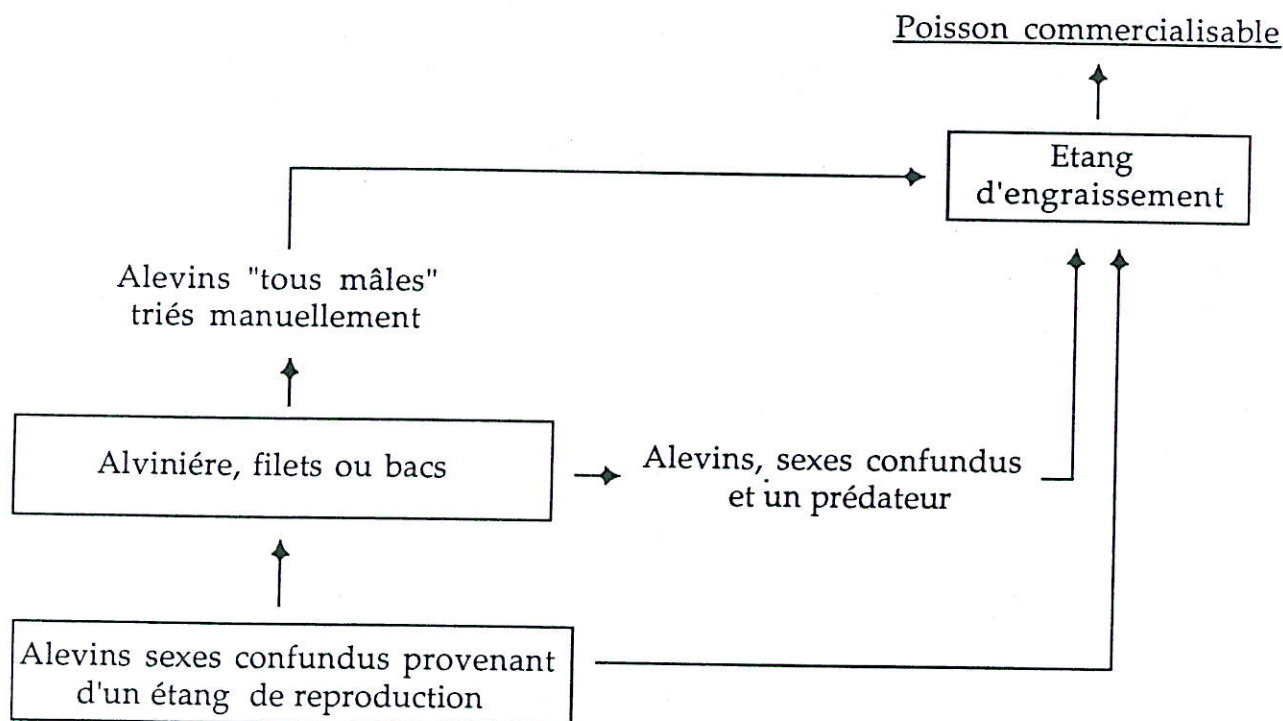 Poisson commercialisable
Etang
d'engraissement
Alevins "tous mâles"
triés manuellement
Alviniére, filets ou bacs
Alevins, sexes confundus
et un prédateur
Alevins sexes confundus provenant
d'un étang de reproduction